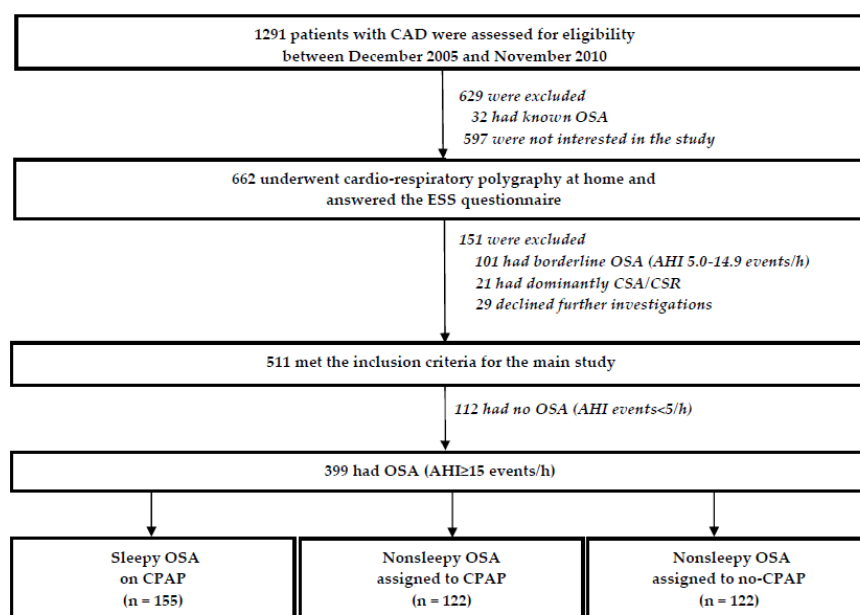 1291 patients with CAD were assessed for eligibility
between December 2005 and November 2010
629 were excluded
32 had known OSA
597 were not interested in the study
662 underwent cardio-respiratory polygraphy at home and
answered the ESS questionnaire
151 were excluded
101 had borderline OSA (AHI 5.0-14.9 events/h)
21 had dominantly CSA/CSR
29 declined further investigations
511 met the inclusion criteria for the main study
112 had no OSA (AHI events<5/h)
399 had OSA (AHI≥15 events/h)
Sleepy OSA
on CPAP
(n = 155)
Nonsleepy OSA
assigned to CPAP
(n = 122)
Nonsleepy OSA
assigned to no-CPAP
(n = 122)